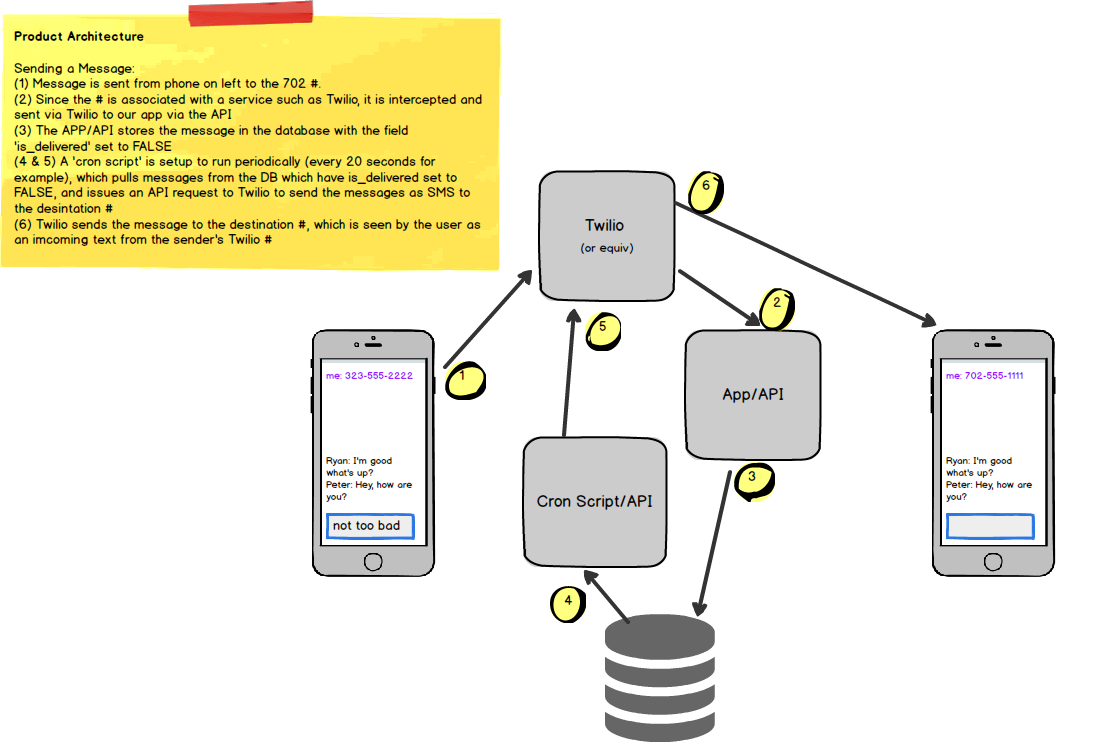 Product Architecture
Sending a Message:
(1) Message is sent from phone on left to the 702 #.
(2) Since the # is associated with a service such as Twilio, it is intercepted and
sent via Twilio to our app via the API
(3) The APP/API stores the message in the database with the field
'is_delivered' set to FALSE
(4 & 5) A 'cron script' is setup to run periodically (every 20 seconds for
example), which pulls messages from the DB which have is_delivered set to
FALSE, and issues an API request to Twilio to send the messages as SMS to
the desintation #
(6) Twilio sends the message to the destination #, which is seen by the user as
an imcoming text from the sender's Twilio #
6
Twilio
(or equiv)
2
5
1
me: 323-555-2222
Ryan: I'm good
what's up?
Peter: Hey, how are
you?
not too bad
App/API
me: 702-555-1111
Ryan: I'm good
what's up?
Peter: Hey, how are
you?
3
Cron Script/API
4